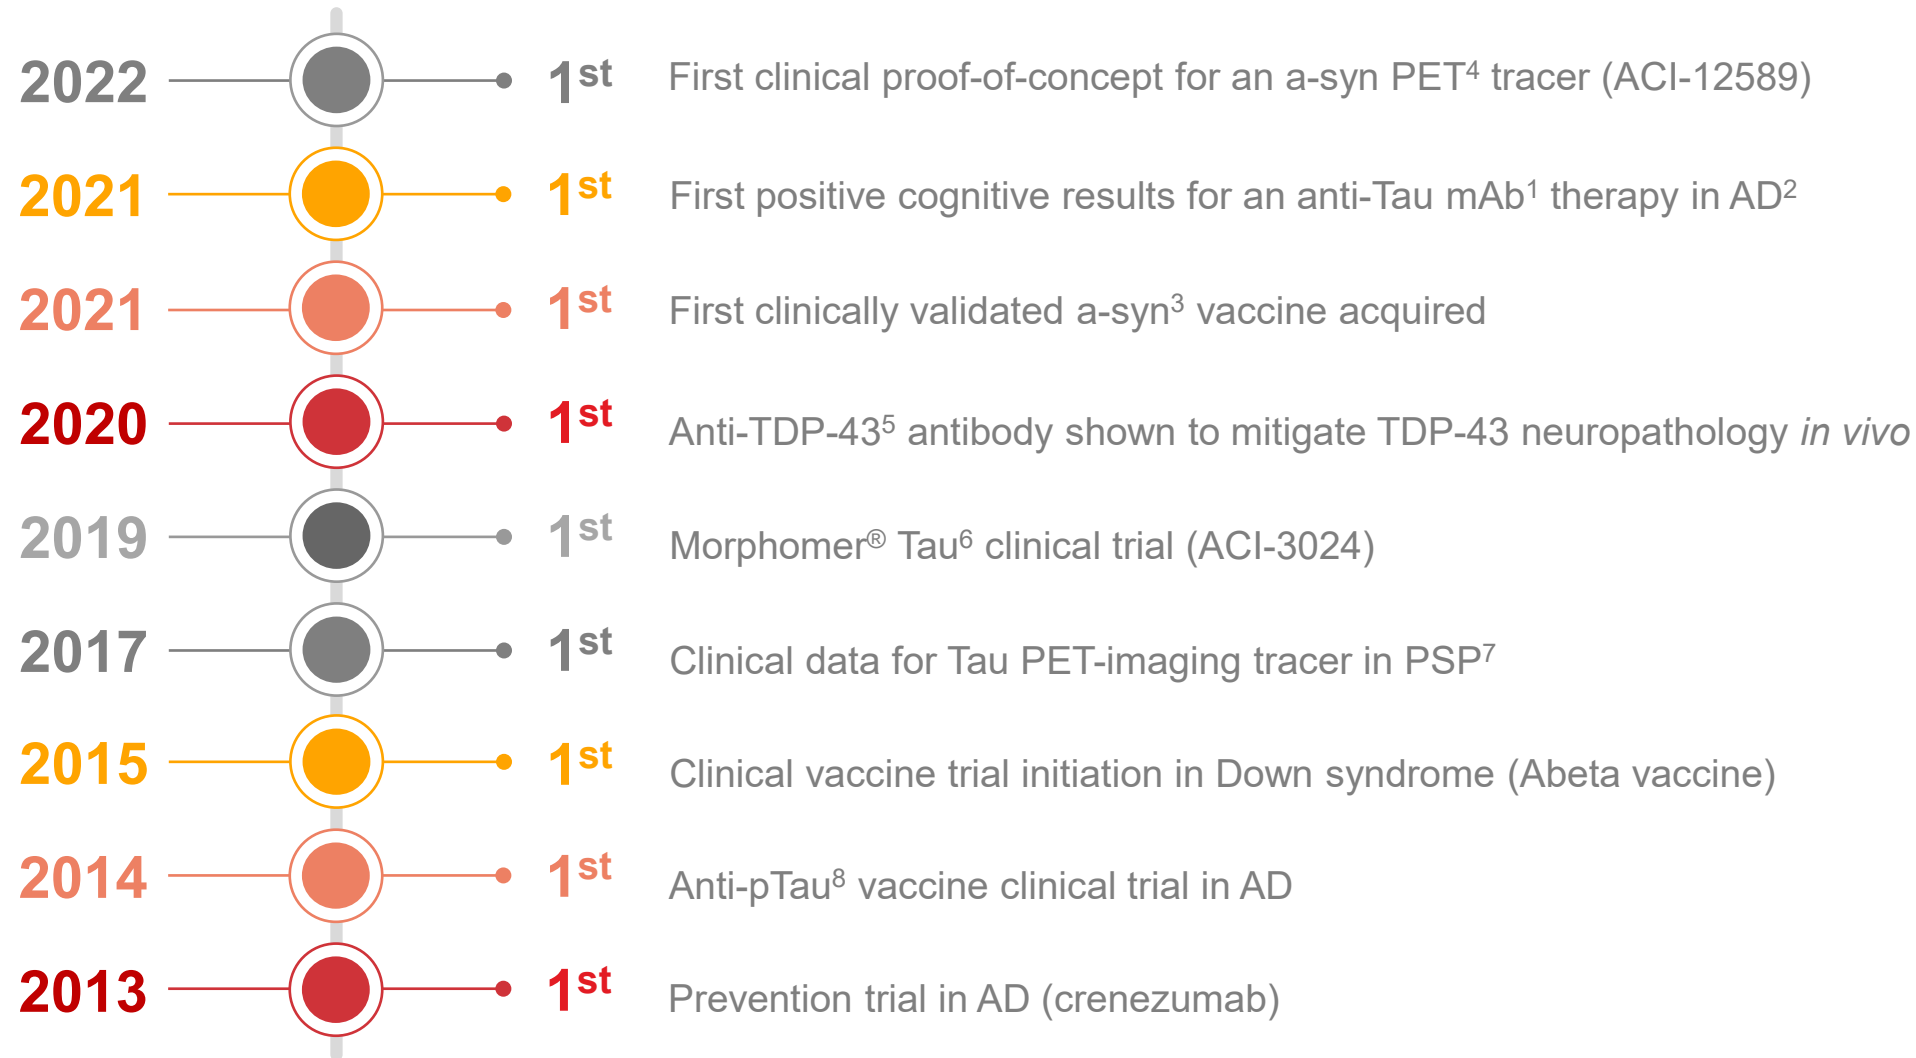 2022 1st First clinical proof-of-concept for an a-syn PET4 tracer (ACI-12589)
2021 1st First positive cognitive results for an anti-Tau mAb1 therapy in AD2
2021 1st First clinically validated a-syn3 vaccine acquired
2020 1st Anti-TDP-435 antibody shown to mitigate TDP-43 neuropathology in vivo
2019 1st Morphomer® Tau6 clinical trial (ACI-3024)
2017 1st Clinical data for Tau PET-imaging tracer in PSP7
2015 1st Clinical vaccine trial initiation in Down syndrome (Abeta vaccine)
2014 1st Anti-pTau8 vaccine clinical trial in AD
2013 1st Prevention trial in AD (crenezumab)